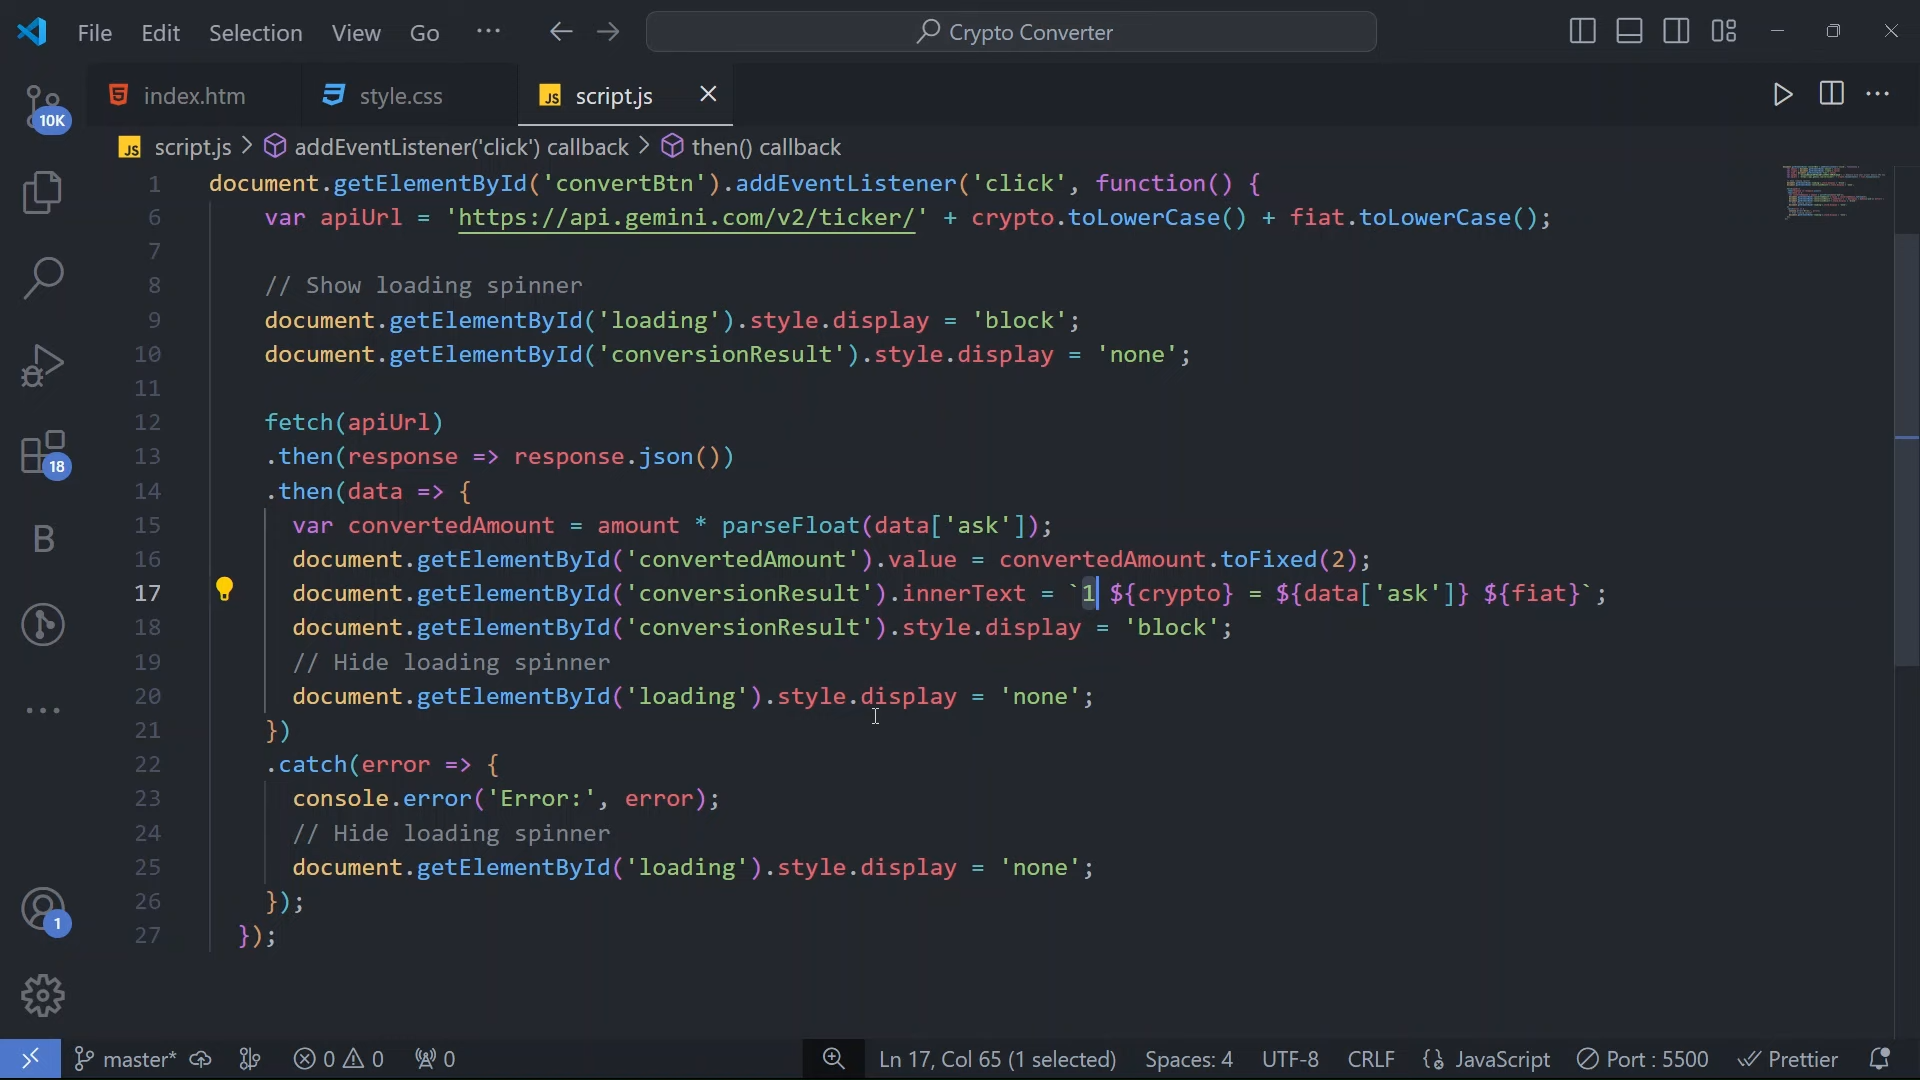 File Edit Selection View Go ··· Crypto Converter
10K
index.htm style.css JS script.js
JS script.js > addEventListener('click') callback > then() callback
1 document.getElementById('convertBtn').addEventListener('click', function() {
6 var apiUrl = 'https://api.gemini.com/v2/ticker/' + crypto.toLowerCase() + fiat.toLowerCase();
7
8 // Show loading spinner
9 document.getElementById('loading').style.display = 'block';
10 document.getElementById('conversionResult').style.display = 'none';
11
12 fetch(apiUrl)
13 .then(response => response.json())
14 .then(data => {
15 var convertedAmount = amount * parseFloat(data['ask']);
16 document.getElementById('convertedAmount').value = convertedAmount.toFixed(2);
17 document.getElementById('conversionResult').innerText = `1 ${crypto} = ${data['ask']} ${fiat}`;
18 document.getElementById('conversionResult').style.display = 'block';
19 // Hide loading spinner
20 document.getElementById('loading').style.display = 'none';
21 })
22 .catch(error => {
23 console.error('Error:', error);
24 // Hide loading spinner
25 document.getElementById('loading').style.display = 'none';
26 });
27 });
18
B
1
master* 0 0 0 Ln 17, Col 65 (1 selected) Spaces: 4 UTF-8 CRLF {} JavaScript Port : 5500 Prettier